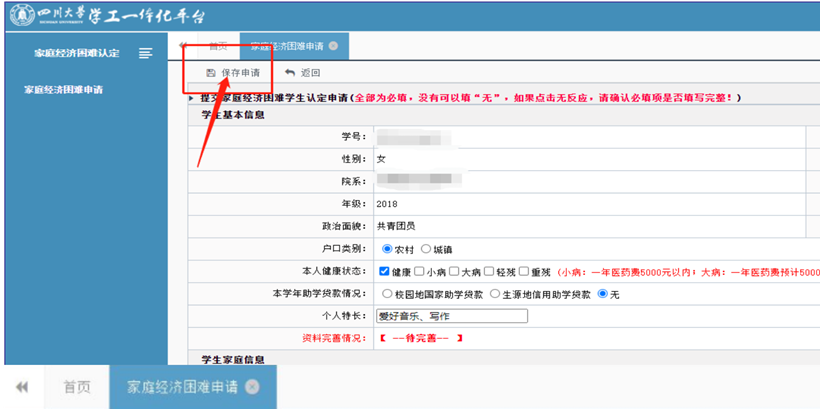 四川大学 学工一体化平台
SICHUAN UNIVERSITY
家庭经济困难认定
首页 家庭经济困难申请
保存申请 返回
家庭经济困难申请
提交家庭经济困难学生认定申请(全部为必填，没有可以填“无”，如果点击无反应，请确认必填项是否填写完整！)
学生基本信息
学号：
性别： 女
院系：
年级： 2018
政治面貌： 共青团员
户口类别： 农村 城镇
本人健康状态： 健康 小病 大病 轻残 重残 (小病：一年医药费5000元以内；大病：一年医药费预计5000
本学年助学贷款情况： 校园地国家助学贷款 生源地信用助学贷款 无
个人特长： 爱好音乐、写作
资料完善情况： 【 --待完善-- 】
学生家庭信息
首页 家庭经济困难申请